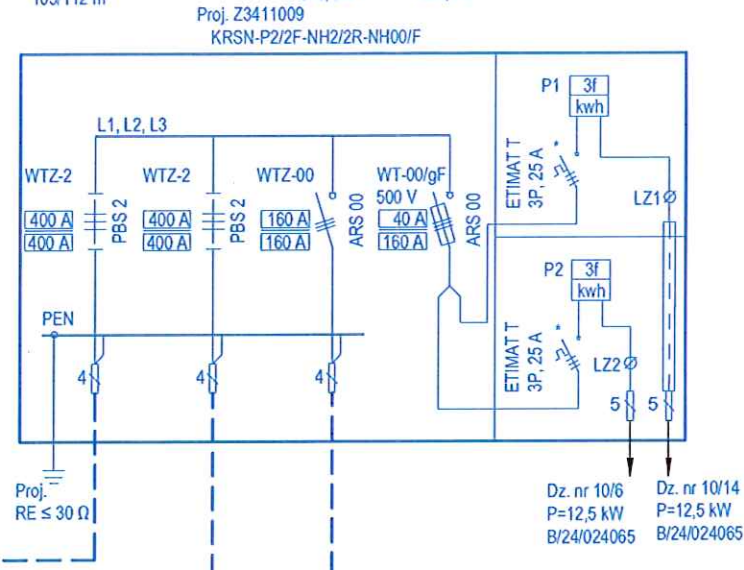 Proj. Z3411009
KRSN-P2/2F-NH2/2R-NH00/F
L1, L2, L3
WTZ-2
400 A
400 A
PBS 2
WTZ-2
400 A
400 A
PBS 2
WTZ-00
160 A
160 A
ARS 00
WT-00/gF
500 V
40 A
160 A
ARS 00
P1
3f
kwh
ETIMAT T
3P, 25 A
*
LZ1
P2
3f
kwh
ETIMAT T
3P, 25 A
*
LZ2
PEN
4
4
4
5
5
Proj.
RE ≤ 30 Ω
Dz. nr 10/6
P=12,5 kW
B/24/024065
Dz. nr 10/14
P=12,5 kW
B/24/024065